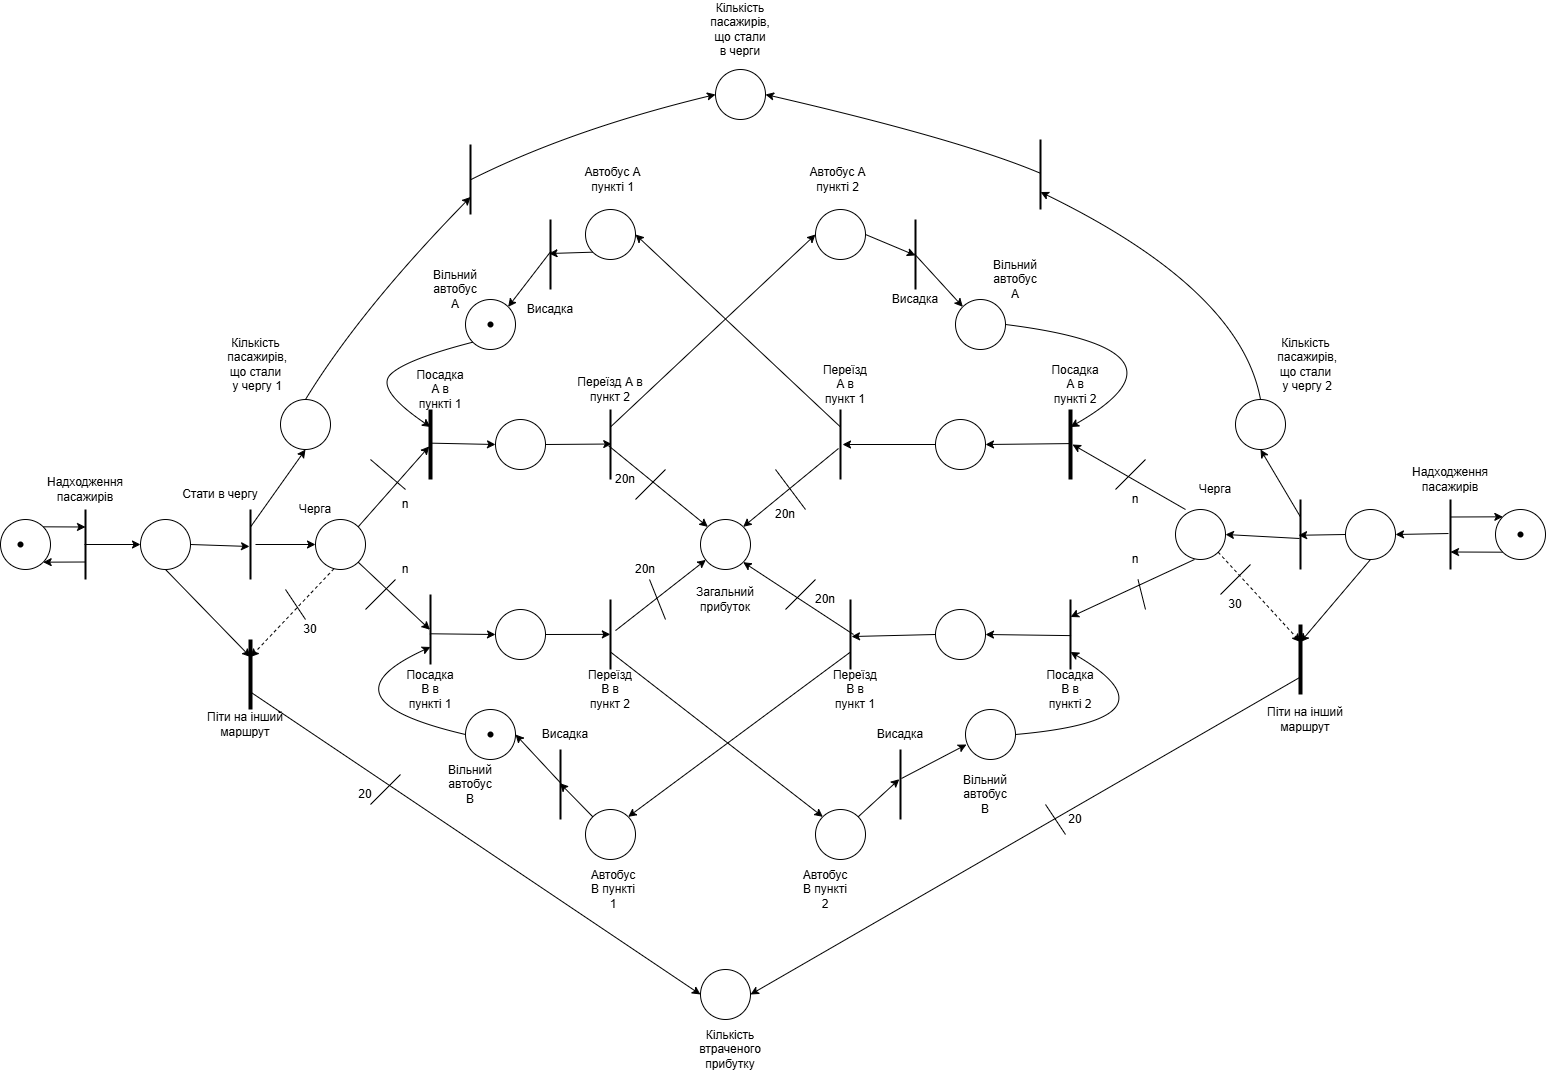 Кількість
пасажирів,
що стали
в черги
Автобус А
пункті 1
Автобус А
пункті 2
Вільний
автобус
А
Висадка
Висадка
Вільний
автобус
А
Кількість
пасажирів,
що стали
у чергу 1
Посадка
А в
пункті 1
Переїзд А в
пункт 2
Переїзд
А в
пункт 1
Посадка
А в
пункті 2
Кількість
пасажирів,
що стали
у чергу 2
Надходження
пасажирів
Стати в чергу
Черга
n
20n
20n
n
Черга
Надходження
пасажирів
n
20n
Загальний
прибуток
20n
n
30
30
Посадка
В в
пункті 1
Переїзд
В в
пункт 2
Переїзд
В в
пункт 1
Посадка
В в
пункті 2
Піти на інший
маршрут
Піти на інший
маршрут
Вільний
автобус
В
Висадка
Висадка
Вільний
автобус
В
20
20
Автобус
В пункті
1
Автобус
В пункті
2
Кількість
втраченого
прибутку